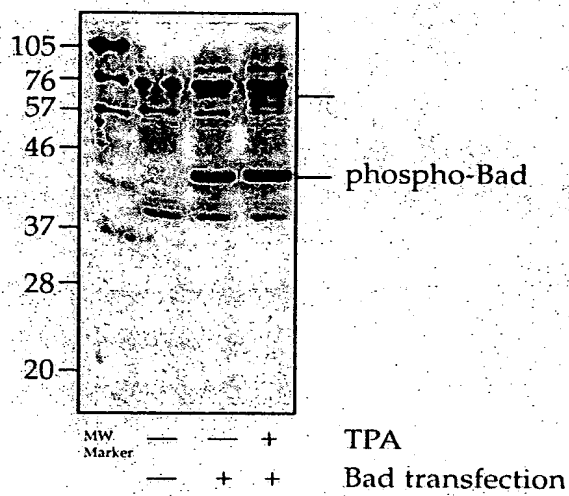 105
76
57
46
phospho-Bad
37
28
20
MW Marker — — + TPA
— + + Bad transfection